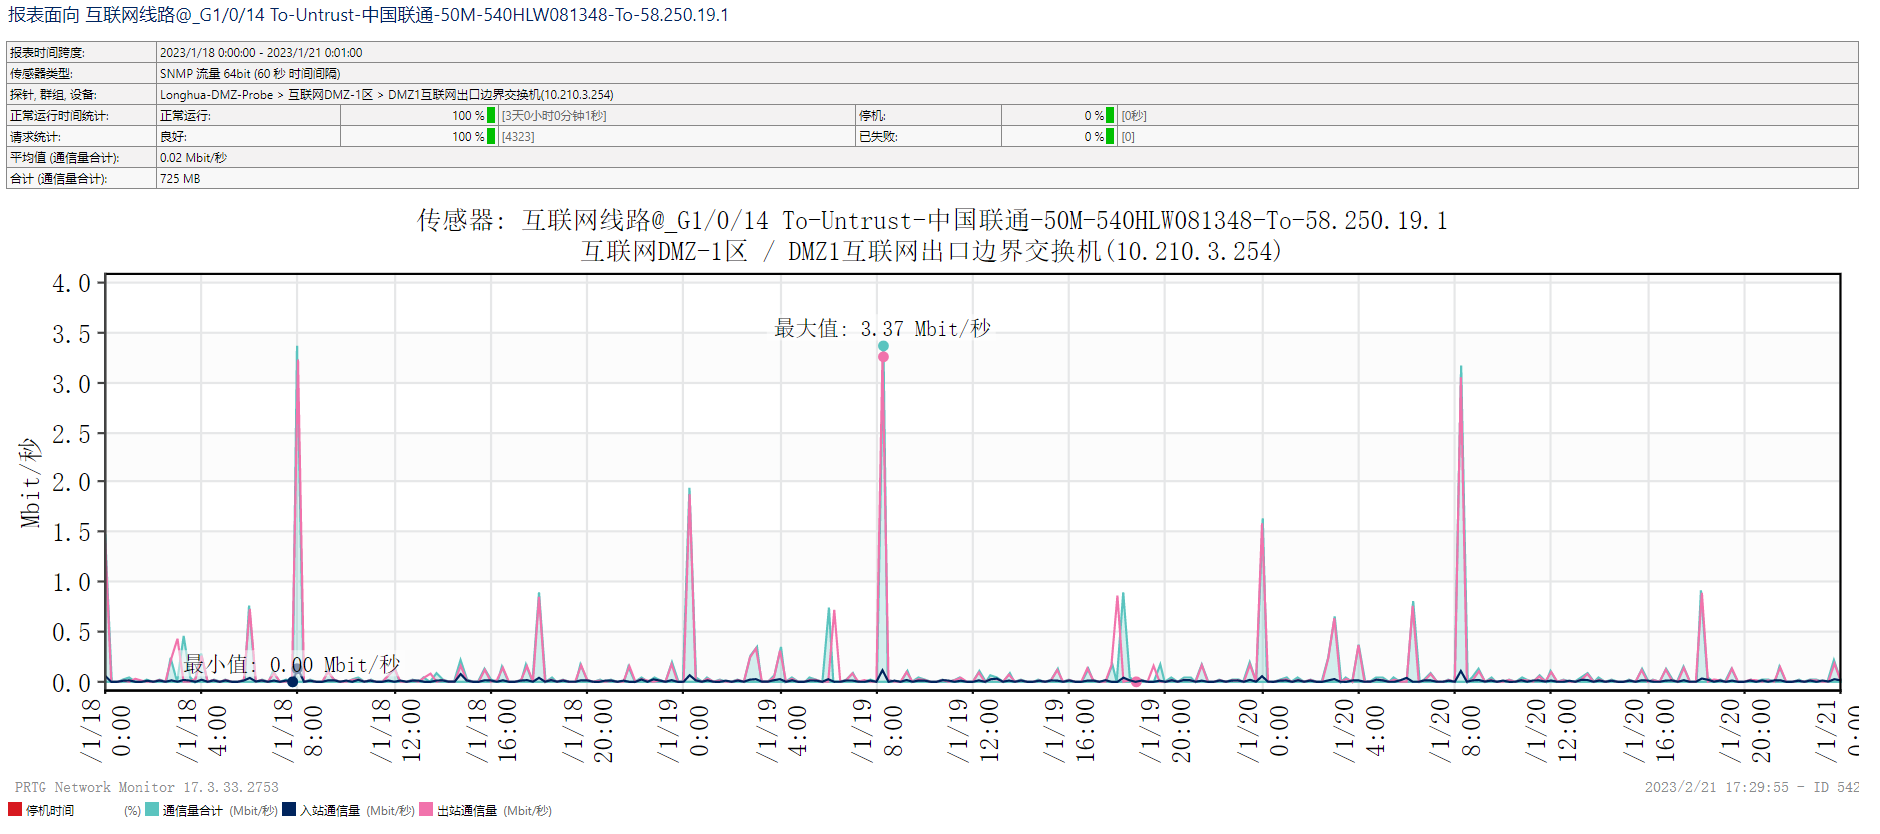 报表面向 互联网线路@_G1/0/14 To-Untrust-中国联通-50M-540HLW081348-To-58.250.19.1
报表时间跨度: 2023/1/18 0:00:00 - 2023/1/21 0:01:00
传感器类型: SNMP 流量 64bit (60 秒 时间间隔)
探针, 群组, 设备: Longhua-DMZ-Probe > 互联网DMZ-1区 > DMZ1互联网出口边界交换机(10.210.3.254)
正常运行时间统计: 正常运行: 100 % [3天0小时0分钟1秒] 停机: 0 % [0秒]
请求统计: 良好: 100 % [4323] 已失败: 0 % [0]
平均值 (通信量合计): 0.02 Mbit/秒
合计 (通信量合计): 725 MB
传感器: 互联网线路@_G1/0/14 To-Untrust-中国联通-50M-540HLW081348-To-58.250.19.1
互联网DMZ-1区 / DMZ1互联网出口边界交换机(10.210.3.254)
Mbit/秒
4.0
3.5
3.0
2.5
2.0
1.5
1.0
0.5
0.0
最大值: 3.37 Mbit/秒
最小值: 0.00 Mbit/秒
/1/18 0:00
/1/18 4:00
/1/18 8:00
/1/18 12:00
/1/18 16:00
/1/18 20:00
/1/19 0:00
/1/19 4:00
/1/19 8:00
/1/19 12:00
/1/19 16:00
/1/19 20:00
/1/20 0:00
/1/20 4:00
/1/20 8:00
/1/20 12:00
/1/20 16:00
/1/20 20:00
/1/21 0:00
PRTG Network Monitor 17.3.33.2753
2023/2/21 17:29:55 - ID 542
停机时间 (%) 通信量合计 (Mbit/秒) 入站通信量 (Mbit/秒) 出站通信量 (Mbit/秒)